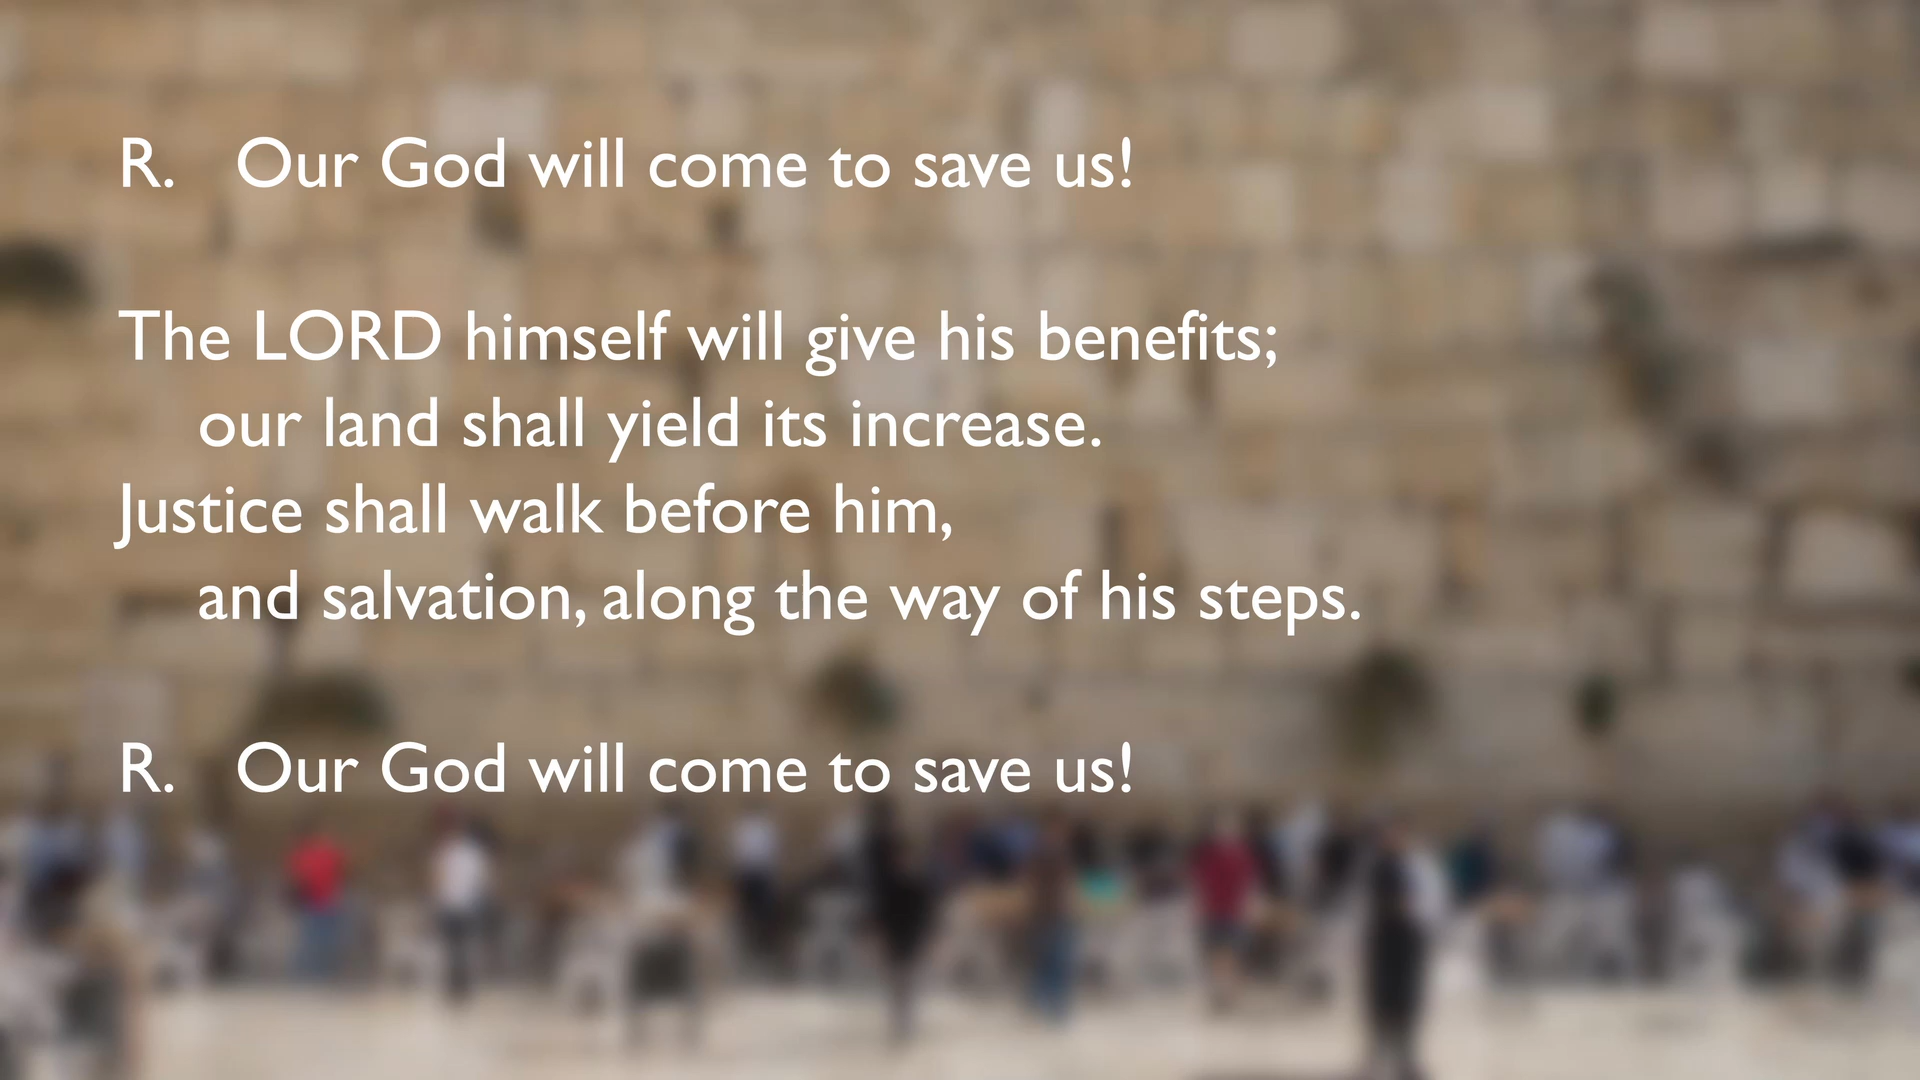 R. Our God will come to save us!
The LORD himself will give his benefits;
our land shall yield its increase.
Justice shall walk before him,
and salvation, along the way of his steps.
R. Our God will come to save us!